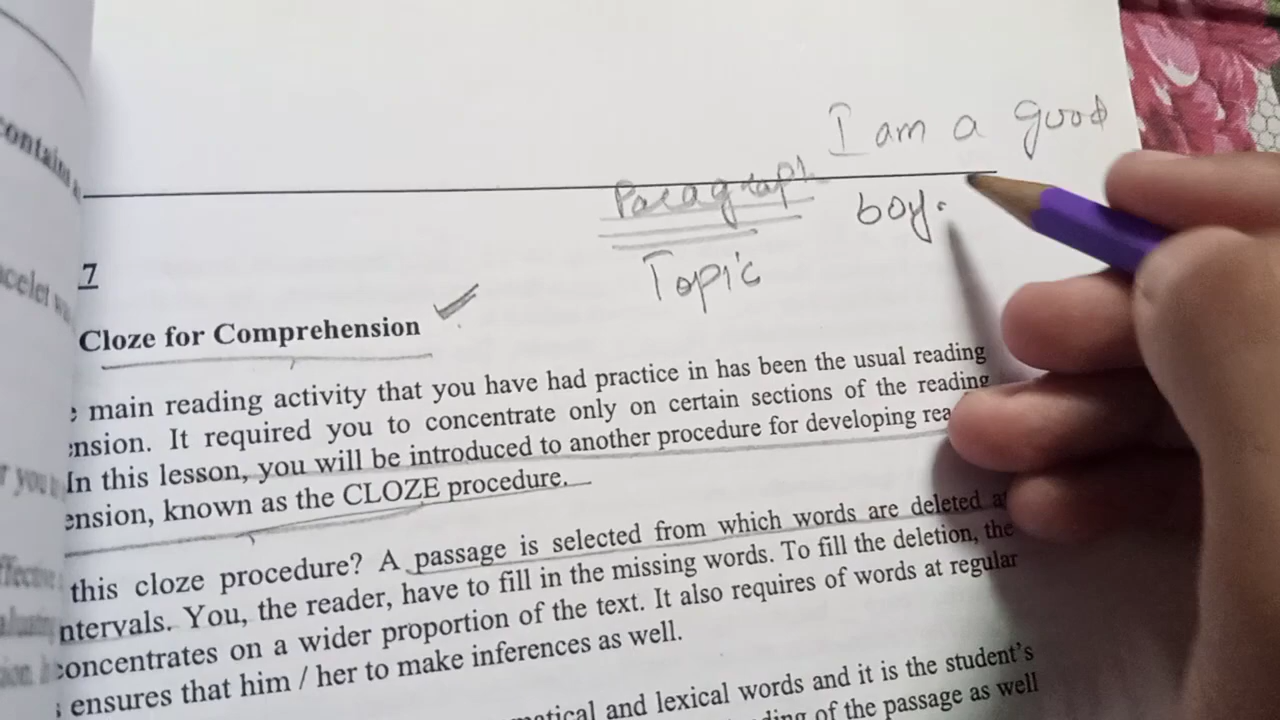 I am a good
boy.
Paragraph
Topic
7
Cloze for Comprehension
main reading activity that you have had practice in has been the usual reading
ension. It required you to concentrate only on certain sections of the reading
In this lesson, you will be introduced to another procedure for developing rea
ension, known as the CLOZE procedure.
this cloze procedure? A passage is selected from which words are deleted at
ntervals. You, the reader, have to fill in the missing words. To fill the deletion, the
concentrates on a wider proportion of the text. It also requires of words at regular
ensures that him / her to make inferences as well.
and lexical words and it is the student's
of the passage as well